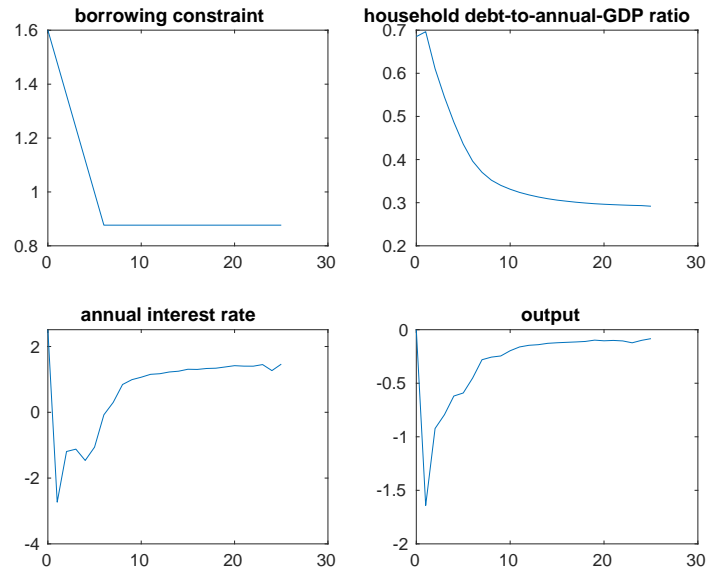 borrowing constraint
1.6
1.4
1.2
1
0.8
0 10 20 30
household debt-to-annual-GDP ratio
0.7
0.6
0.5
0.4
0.3
0.2
0 10 20 30
annual interest rate
2
0
-2
-4
0 10 20 30
output
0
-0.5
-1
-1.5
-2
0 10 20 30